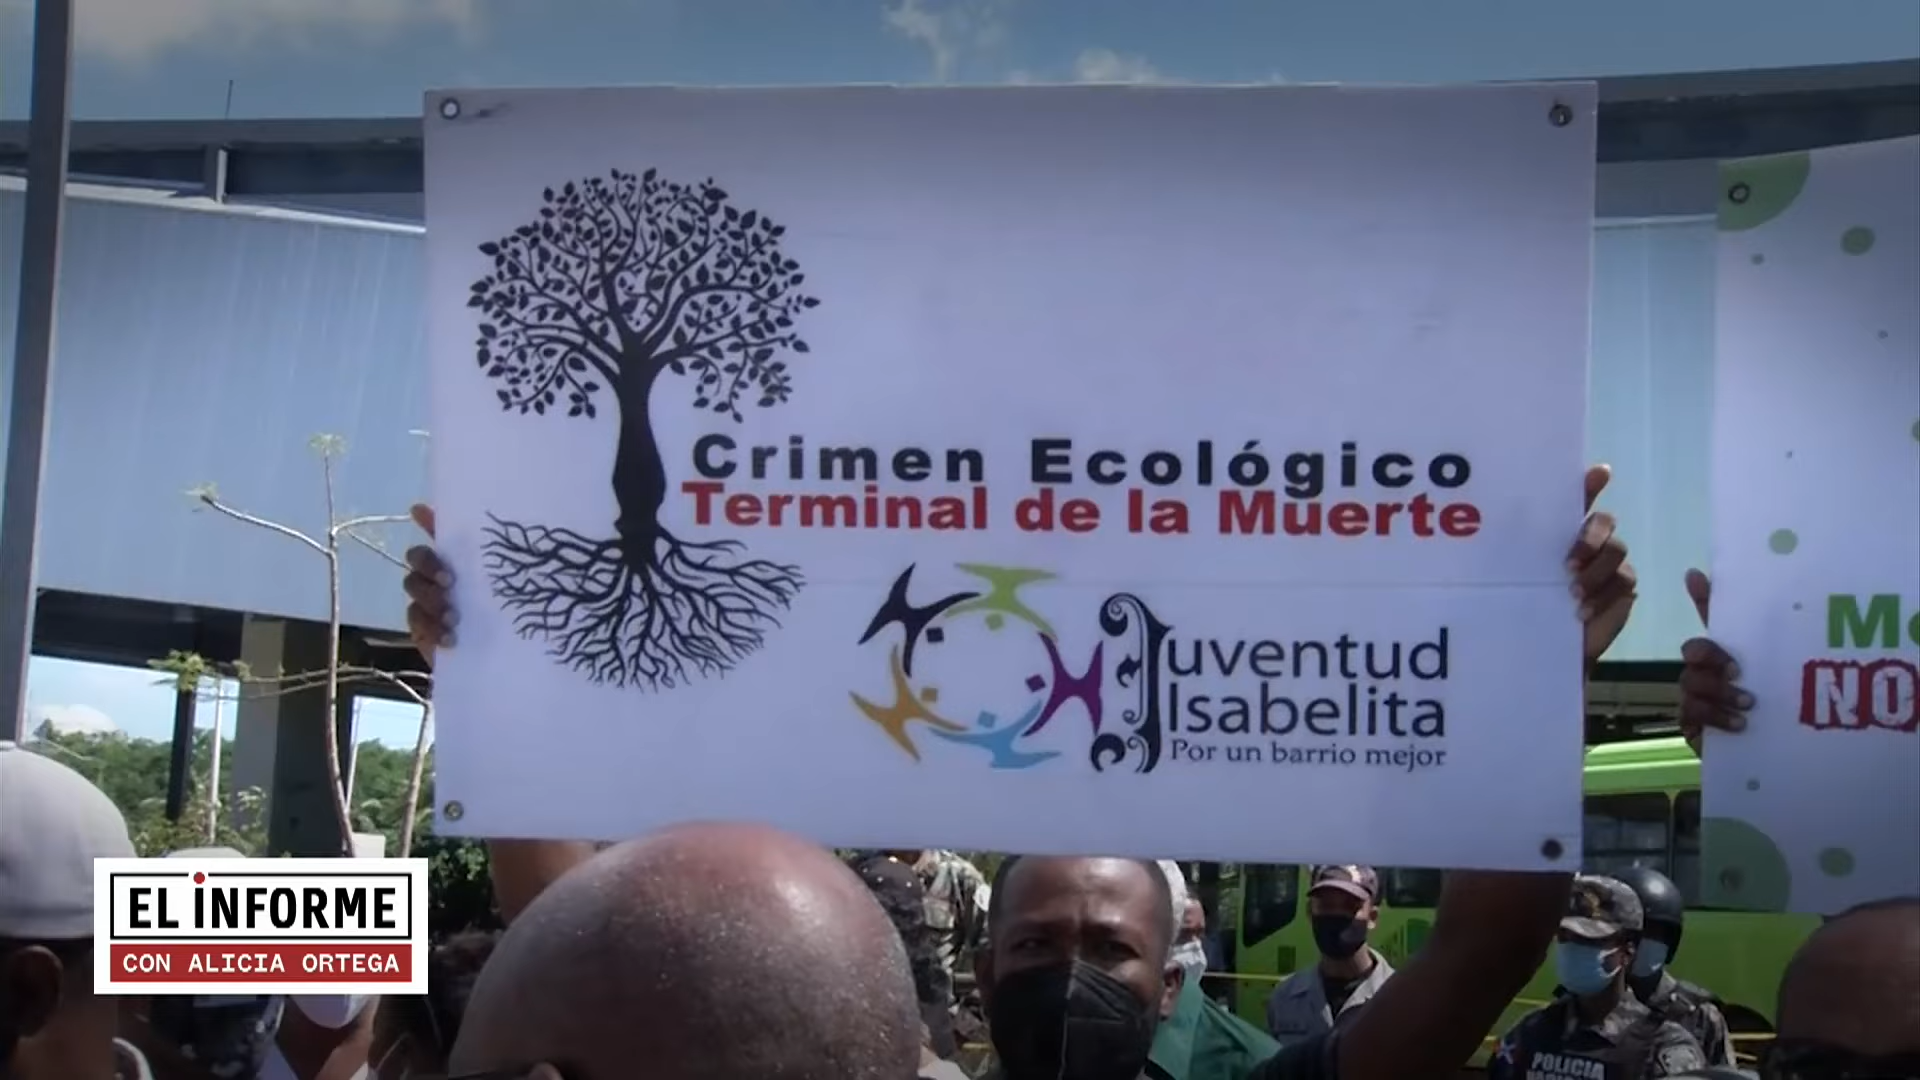 Crimen Ecológico
Terminal de la Muerte
Juventud
Isabelita
Por un barrio mejor
NO
EL INFORME
CON ALICIA ORTEGA
POLICIA